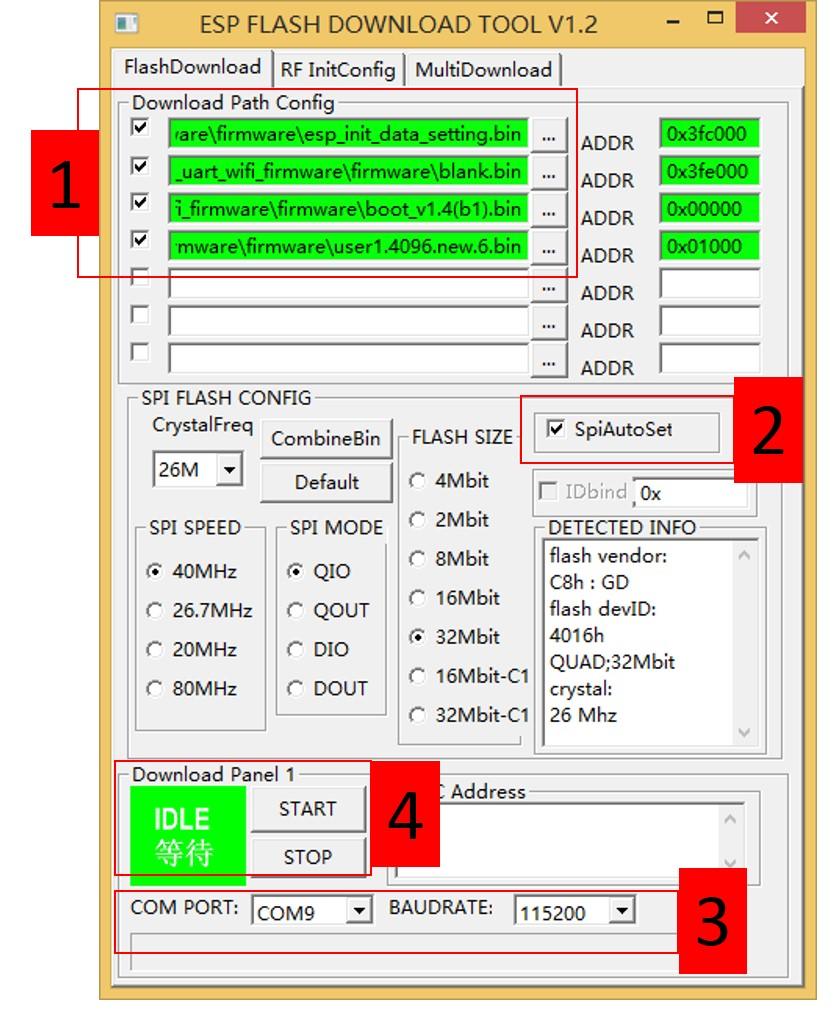 ESP FLASH DOWNLOAD TOOL V1.2
FlashDownload RF InitConfig MultiDownload
Download Path Config
1
are\firmware\esp_init_data_setting.bin ... ADDR 0x3fc000
_uart_wifi_firmware\firmware\blank.bin ... ADDR 0x3fe000
i_firmware\firmware\boot_v1.4(b1).bin ... ADDR 0x00000
mware\firmware\user1.4096.new.6.bin ... ADDR 0x01000
... ADDR
... ADDR
... ADDR
SPI FLASH CONFIG
CrystalFreq
26M
CombineBin
Default
SPI SPEED
40MHz
26.7MHz
20MHz
80MHz
SPI MODE
QIO
QOUT
DIO
DOUT
FLASH SIZE
4Mbit
2Mbit
8Mbit
16Mbit
32Mbit
16Mbit-C1
32Mbit-C1
SpiAutoSet
2
IDbind 0x
DETECTED INFO
flash vendor:
C8h : GD
flash devID:
4016h
QUAD;32Mbit
crystal:
26 Mhz
Download Panel 1
IDLE
等待
START
STOP
4
C Address
COM PORT: COM9 BAUDRATE: 115200
3